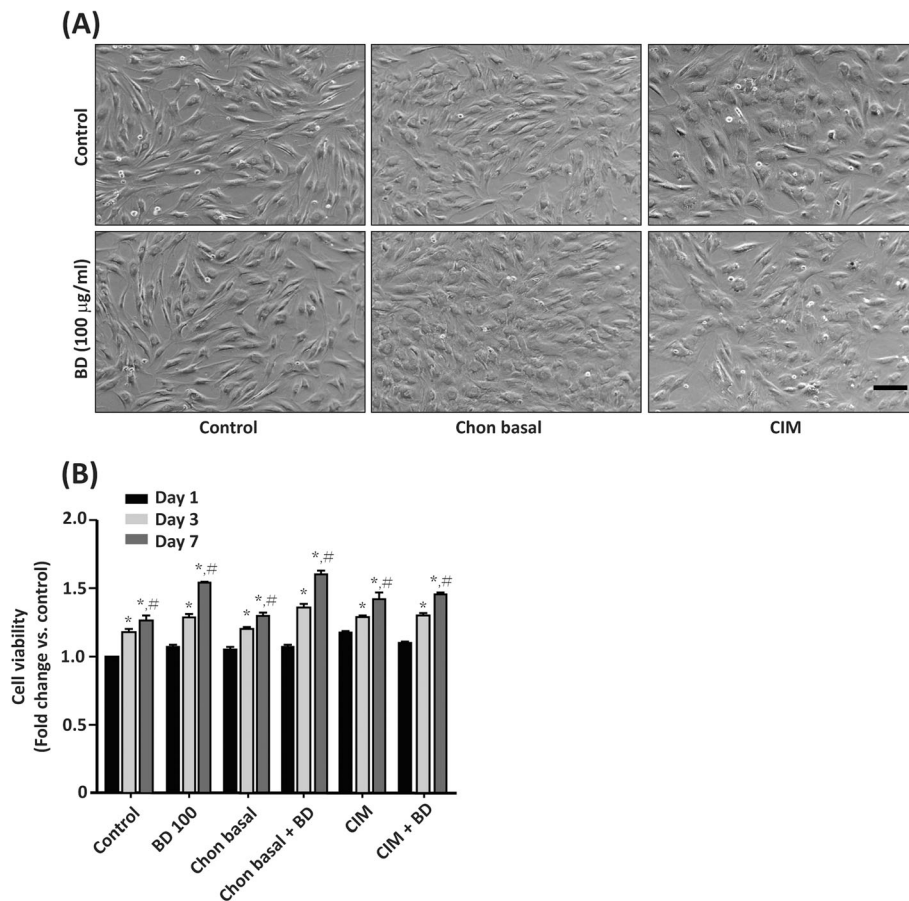 (A)
Control
BD (100 µg/ml)
Control
Chon basal
CIM
(B)
Day 1
Day 3
Day 7
Cell viability
(Fold change vs. control)
2.0
1.5
1.0
0.5
0
*
*,#
*
*,#
*
*,#
*
*,#
*
*,#
*
*,#
Control
BD 100
Chon basal
Chon basal + BD
CIM
CIM + BD